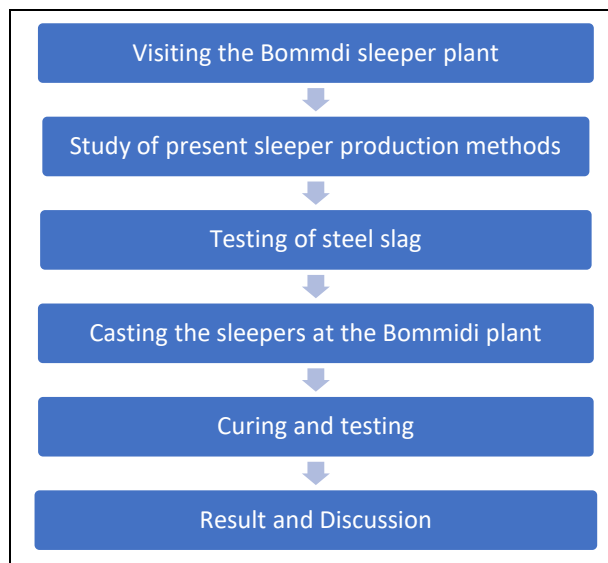 Visiting the Bommdi sleeper plant
Study of present sleeper production methods
Testing of steel slag
Casting the sleepers at the Bommidi plant
Curing and testing
Result and Discussion